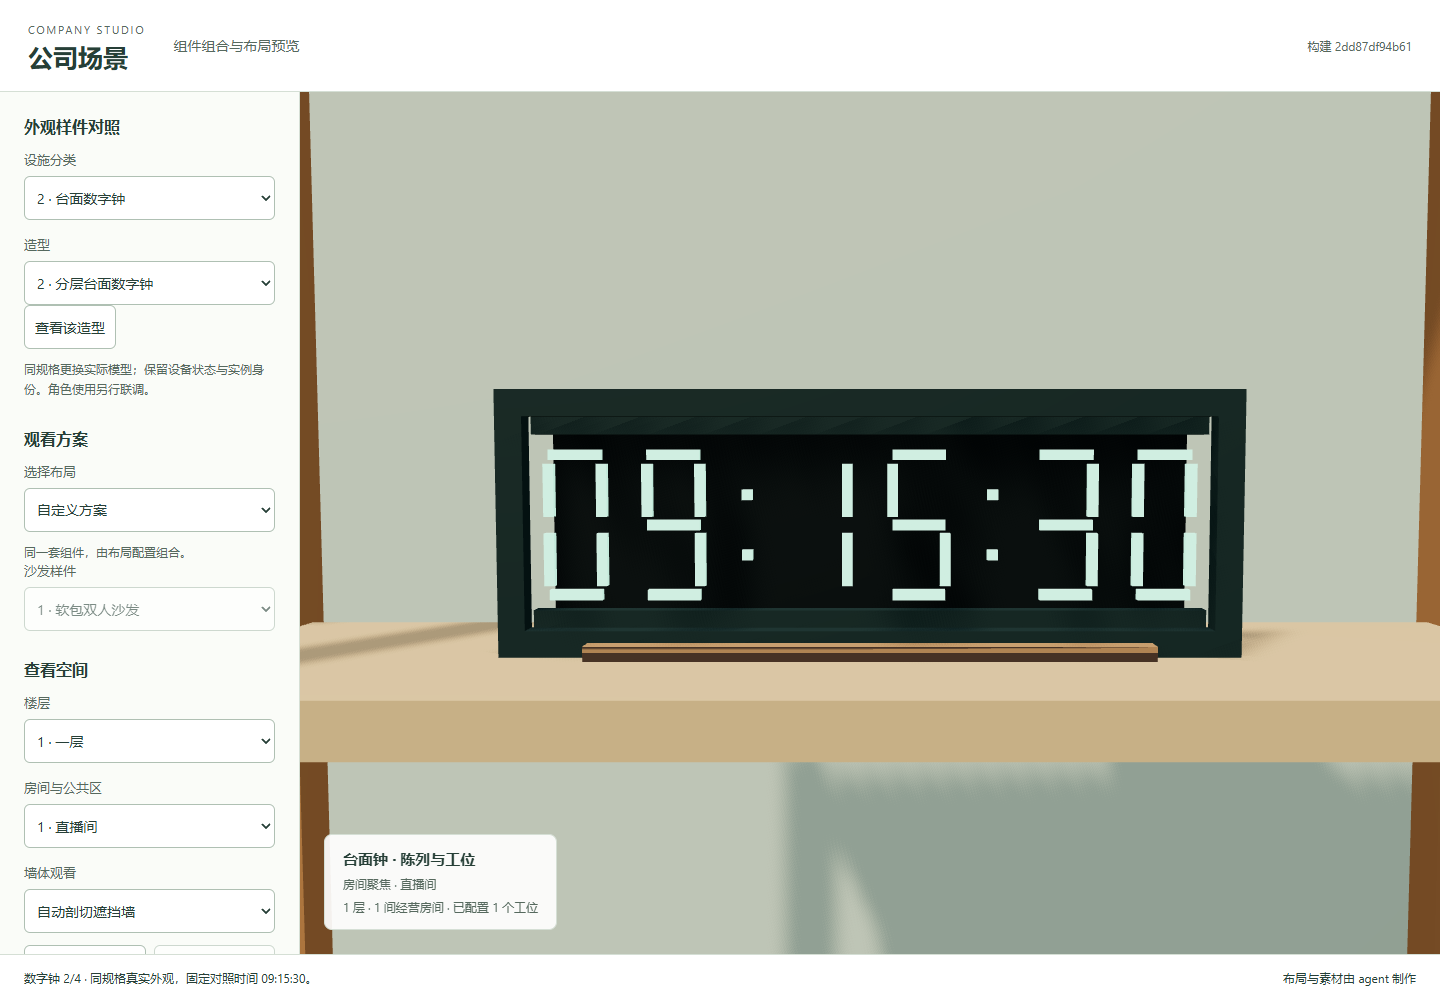 COMPANY STUDIO
公司场景
组件组合与布局预览
构建 2dd87df94b61
外观样件对照
设施分类
2 · 台面数字钟
造型
2 · 分层台面数字钟
查看该造型
同规格更换实际模型；保留设备状态与实例身
份。角色使用另行联调。
观看方案
选择布局
自定义方案
同一套组件，由布局配置组合。
沙发样件
1 · 软包双人沙发
查看空间
楼层
1 · 一层
房间与公共区
1 · 直播间
墙体观看
自动剖切遮挡墙
09:15:30
台面钟 · 陈列与工位
房间聚焦 · 直播间
1 层 · 1 间经营房间 · 已配置 1 个工位
数字钟 2/4 · 同规格真实外观，固定对照时间 09:15:30。
布局与素材由 agent 制作